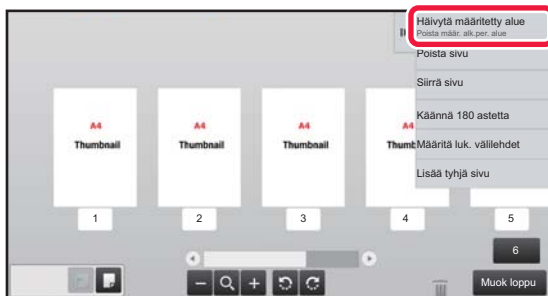 Häivytä määritetty alue
Poista määr. alk.per. alue
Poista sivu
Siirrä sivu
Käännä 180 astetta
Määritä luk. välilehdet
Lisää tyhjä sivu
A4
Thumbnail
A4
Thumbnail
A4
Thumbnail
A4
Thumb
1
2
3
4
5
6
Muok loppu